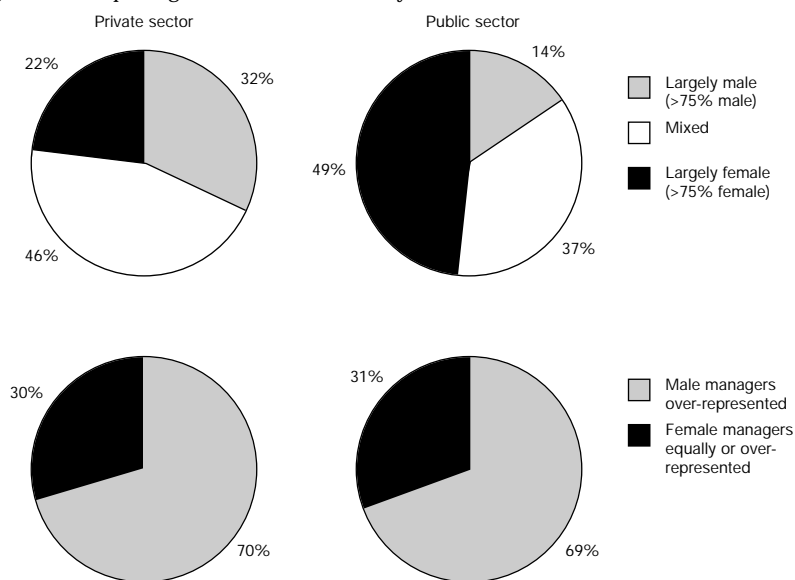 Private sector
Public sector
22%
32%
46%
14%
49%
37%
Largely male
(>75% male)
Mixed
Largely female
(>75% female)
30%
70%
31%
69%
Male managers
over-represented
Female managers
equally or over-
represented